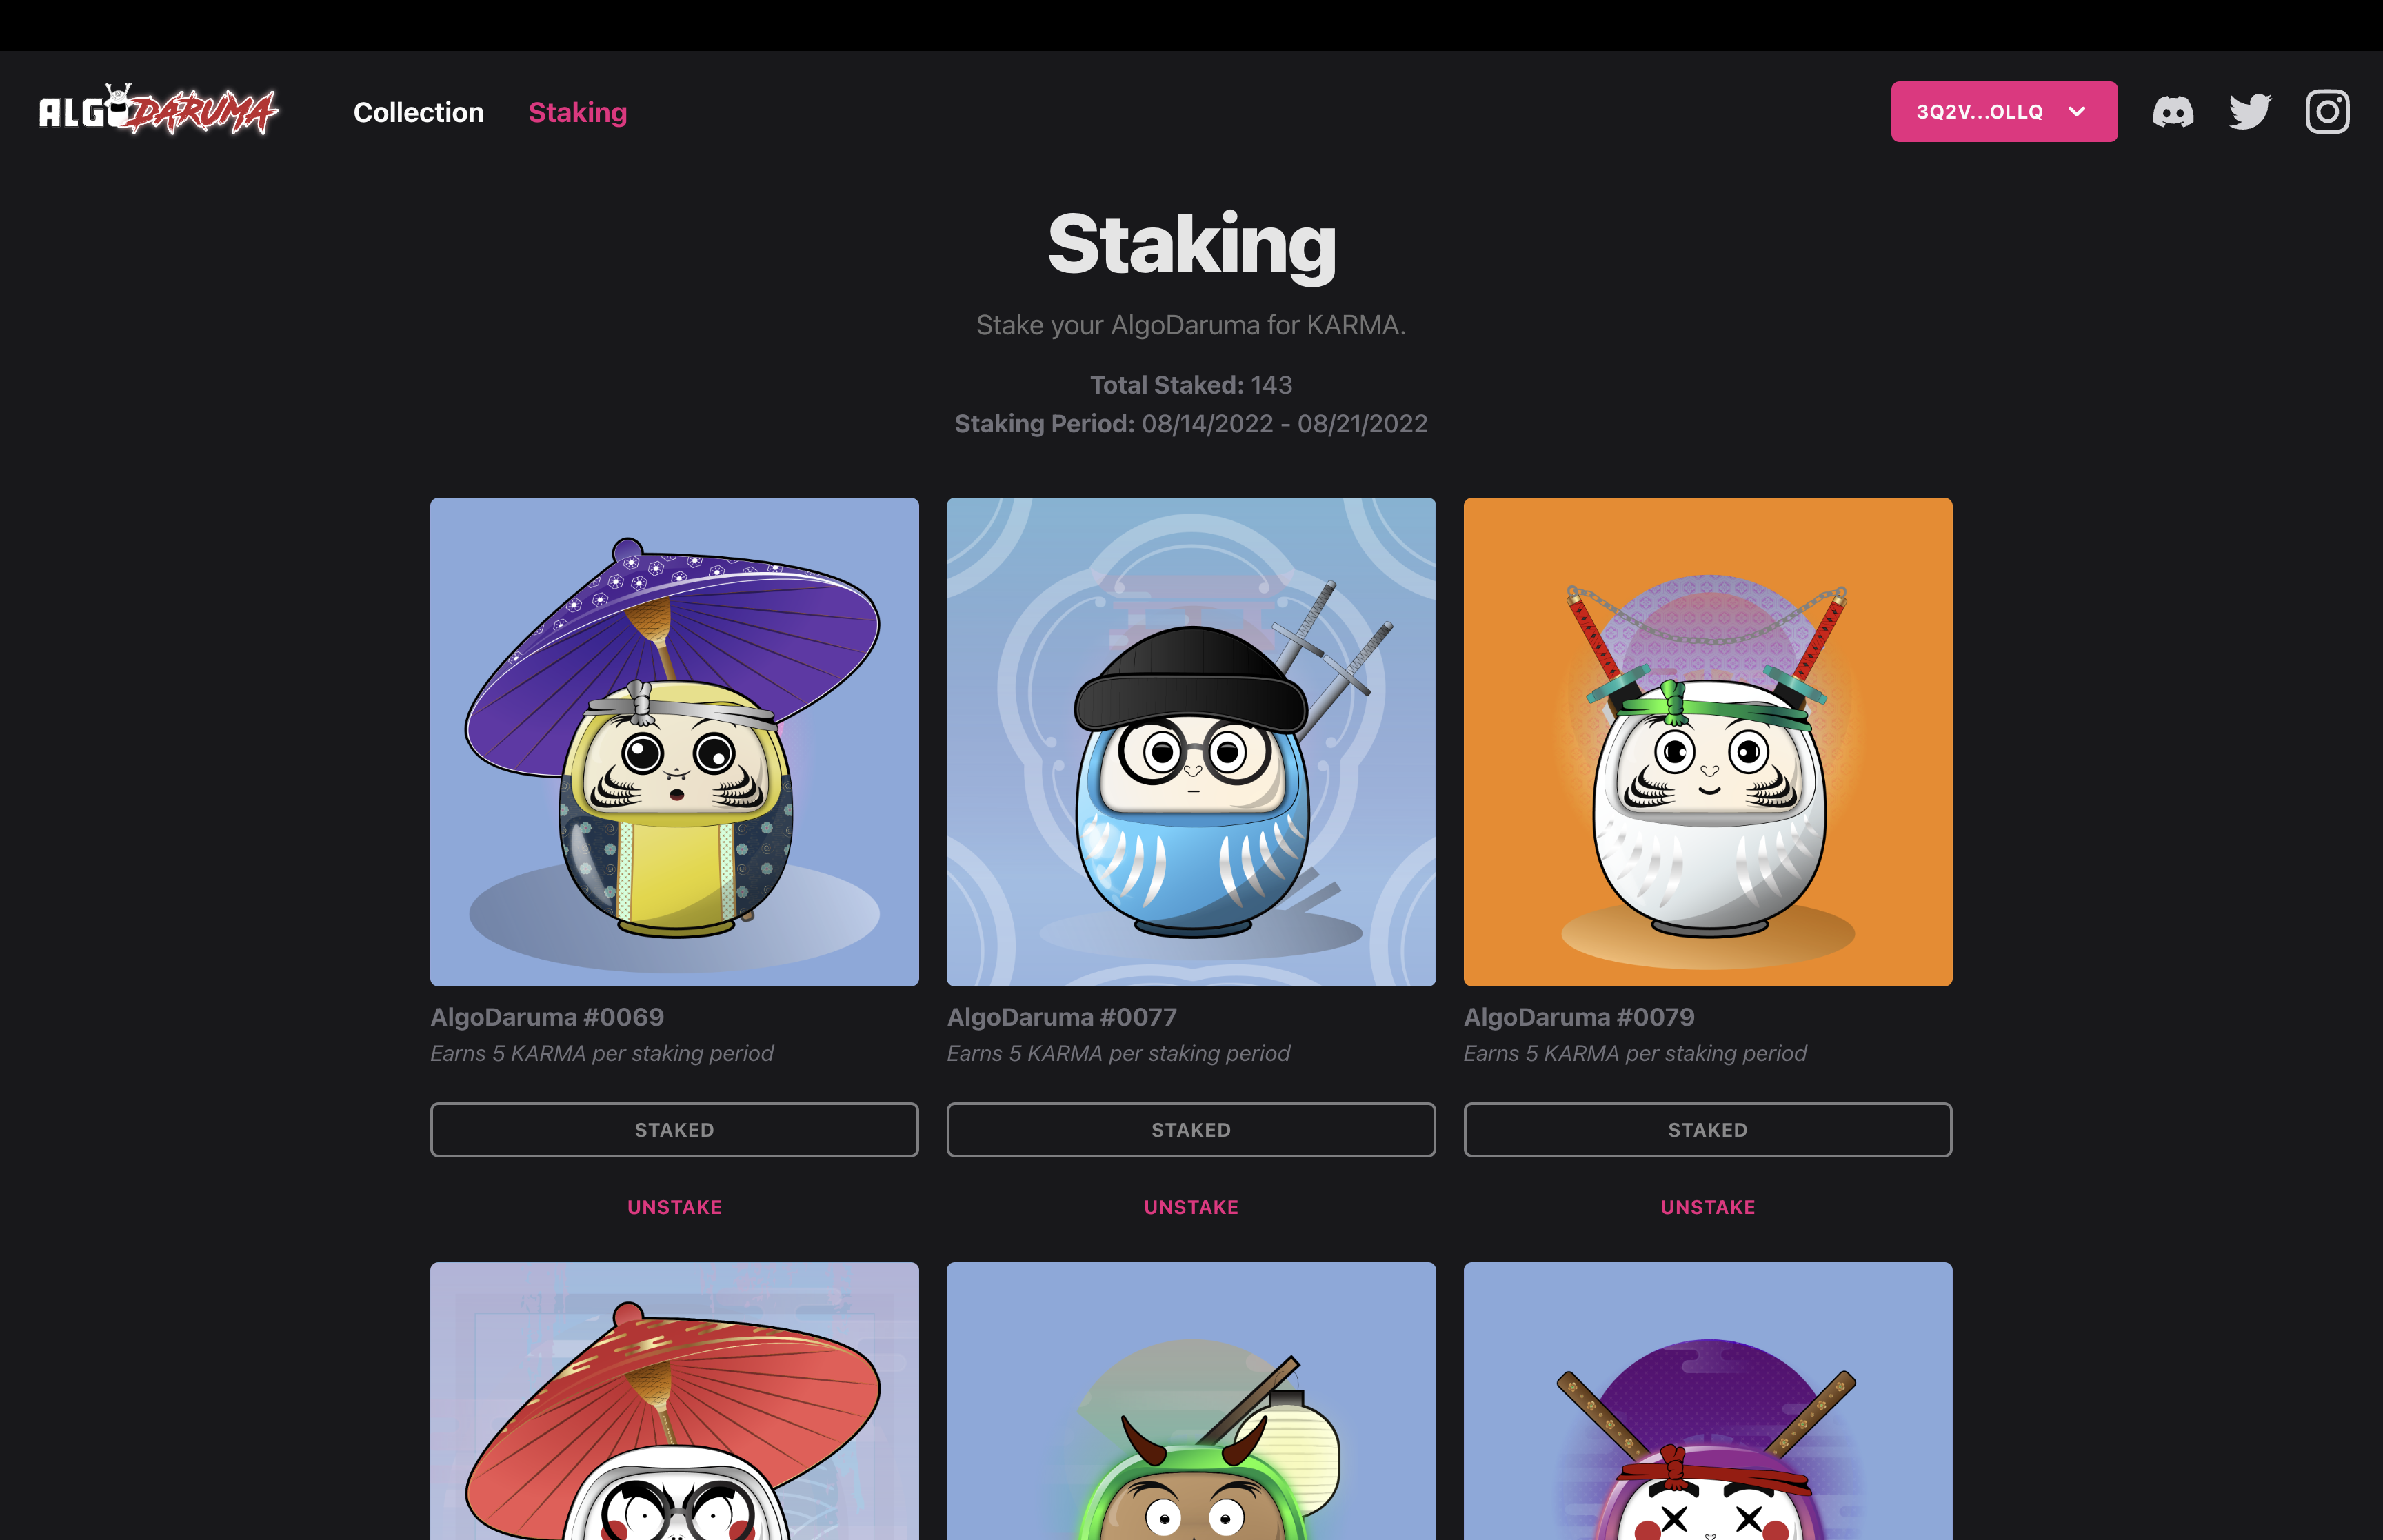 ALGODARUMA
Collection
Staking
3Q2V...OLLQ
Staking
Stake your AlgoDaruma for KARMA.
Total Staked: 143
Staking Period: 08/14/2022 - 08/21/2022
AlgoDaruma #0069
Earns 5 KARMA per staking period
STAKED
UNSTAKE
AlgoDaruma #0077
Earns 5 KARMA per staking period
STAKED
UNSTAKE
AlgoDaruma #0079
Earns 5 KARMA per staking period
STAKED
UNSTAKE